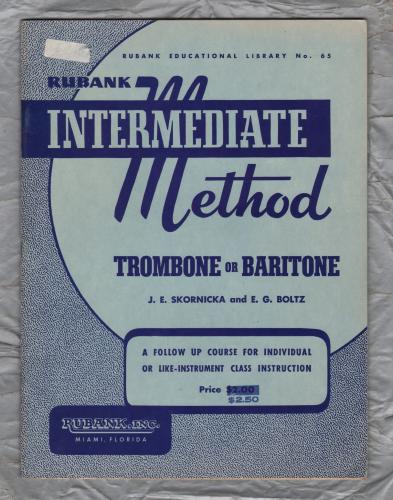 RUBANK EDUCATIONAL LIBRARY No. 65
RUBANK
INTERMEDIATE
Method
TROMBONE OR BARITONE
J. E. SKORNICKA and E. G. BOLTZ
A FOLLOW UP COURSE FOR INDIVIDUAL
OR LIKE-INSTRUMENT CLASS INSTRUCTION
Price $2.00
$2.50
RUBANK, INC.
MIAMI, FLORIDA